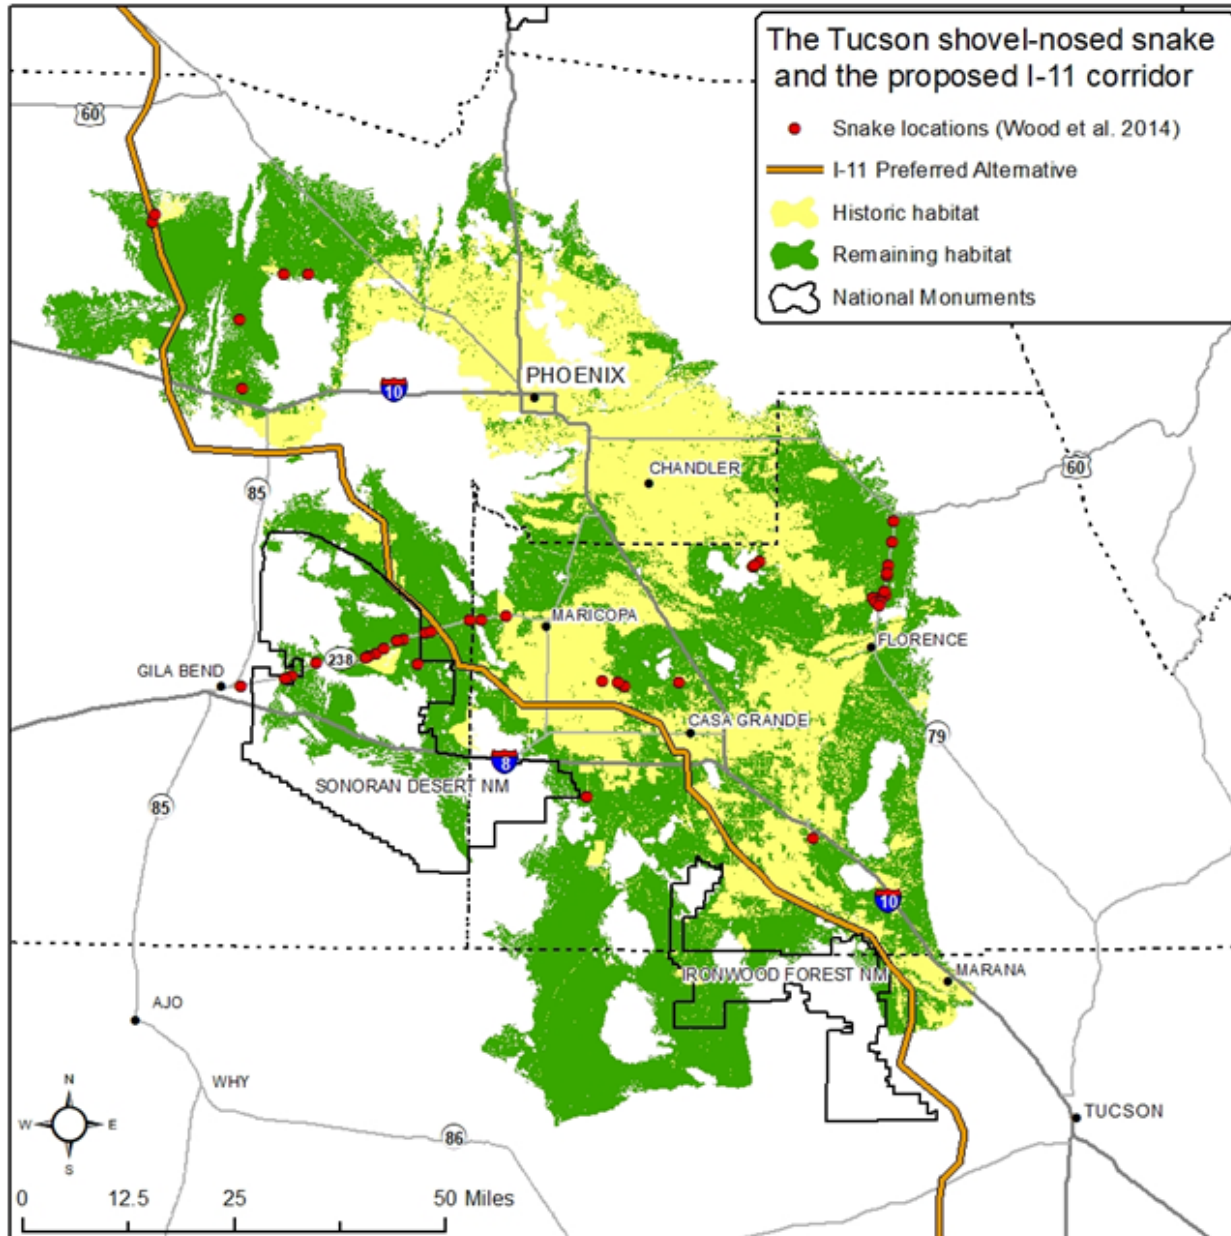 The Tucson shovel-nosed snake
and the proposed I-11 corridor
Snake locations (Wood et al. 2014)
I-11 Preferred Alternative
Historic habitat
Remaining habitat
National Monuments
60
PHOENIX
10
CHANDLER
60
85
MARICOPA
FLORENCE
238
GILA BEND
CASA GRANDE
79
8
SONORAN DESERT NM
85
10
IRONWOOD FOREST NM
MARANA
AJO
WHY
N
W E
S
TUCSON
86
0 12.5 25 50 Miles